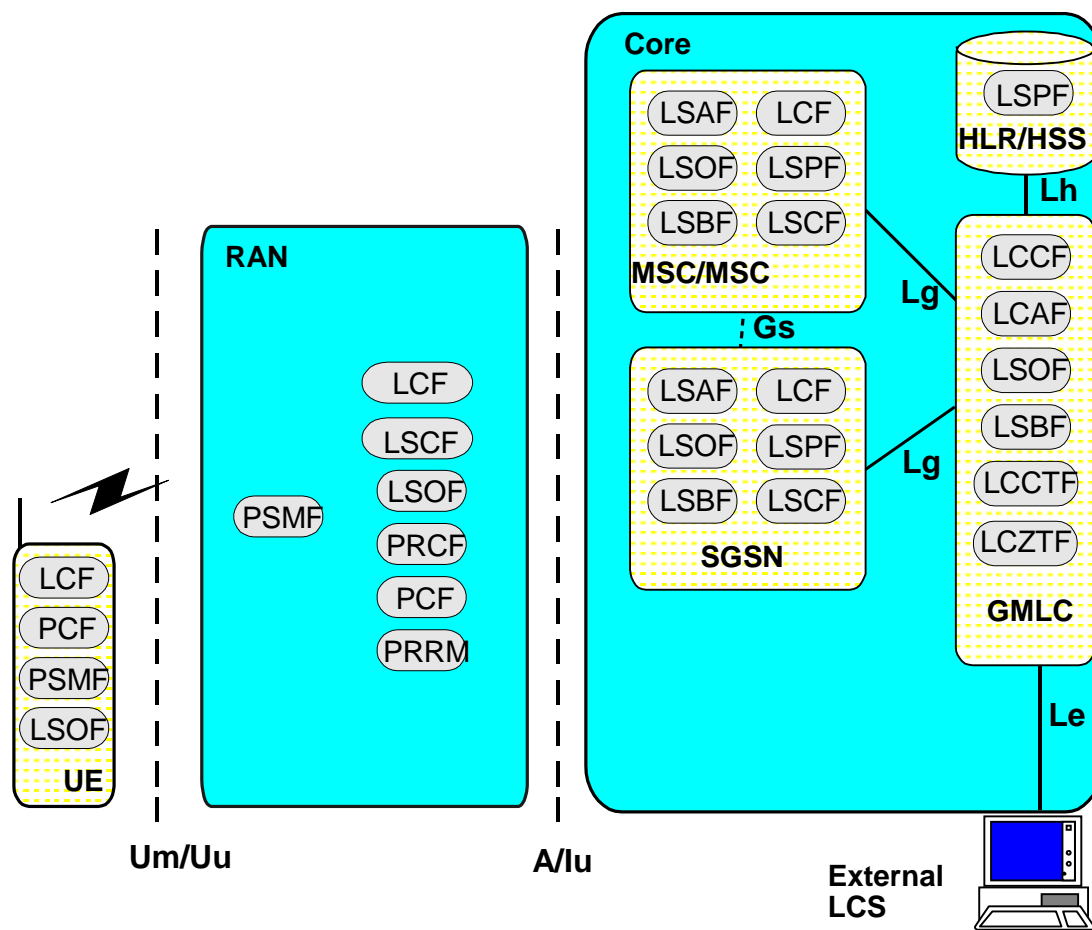 Core
LSAF LCF
LSOF LSPF
LSBF LSCF
MSC/MSC
LSPF
HLR/HSS
Lh
Lg
Gs
LSAF LCF
LSOF LSPF
LSBF LSCF
SGSN
Lg
LCCF
LCAF
LSOF
LSBF
LCCTF
LCZTF
GMLC
Le
RAN
LCF
LSCF
LSOF
PSMF
PRCF
PCF
PRRM
LCF
PCF
PSMF
LSOF
UE
Um/Uu
A/Iu
External
LCS